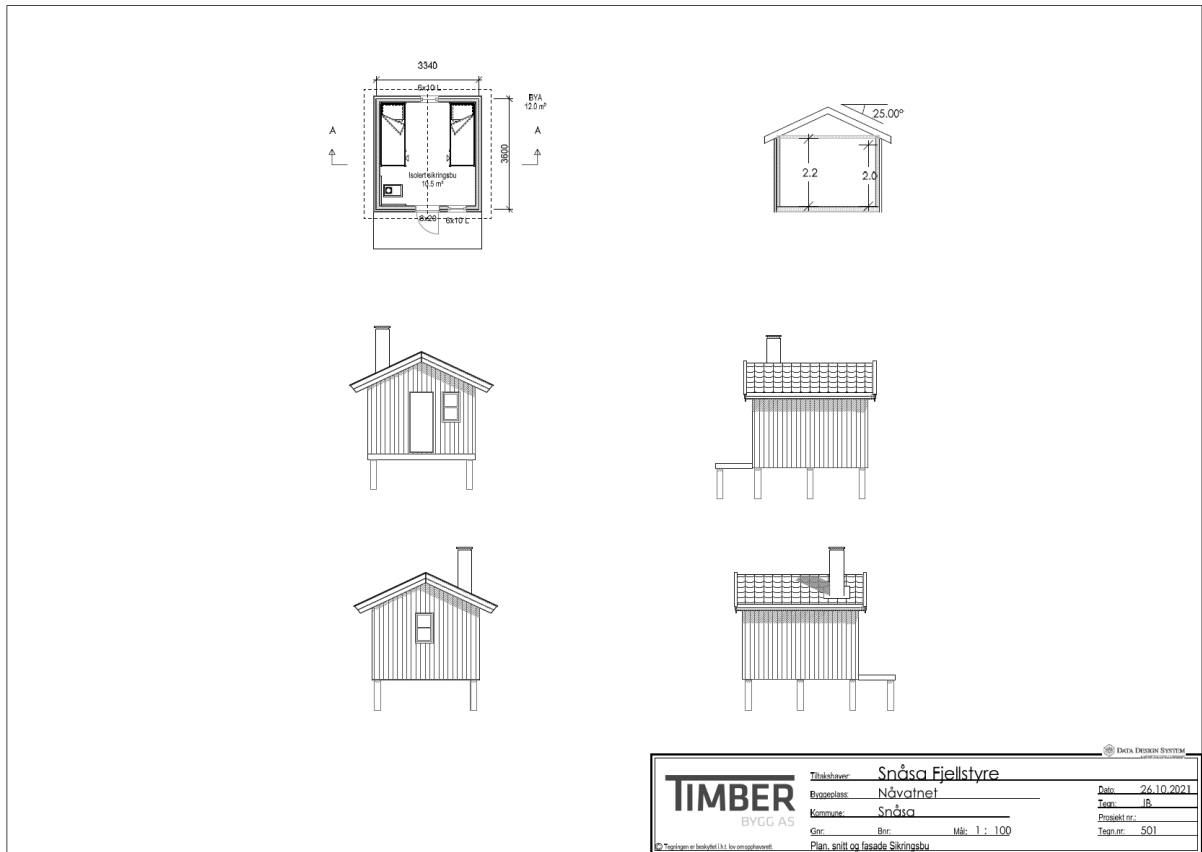 3340
6x10 L
BYA
12.0 m²
A
A
3600
Isolert sikringsbu
10.5 m²
6x10 L
25.00°
2.2
2.0
DATA DESIGN SYSTEM
TIMBER
BYGG AS
© Tegningen er beskyttet i.h.t. lov om opphavsrett.
Tiltakshaver: Snåsa Fjellstyre
Byggeplass: Nåvatnet
Kommune: Snåsa
Gnr: Bnr: Mål: 1 : 100
Plan, snitt og fasade Sikringsbu
Dato: 26.10.2021
Tegn: JB
Prosjekt nr.:
Tegn.nr: 501